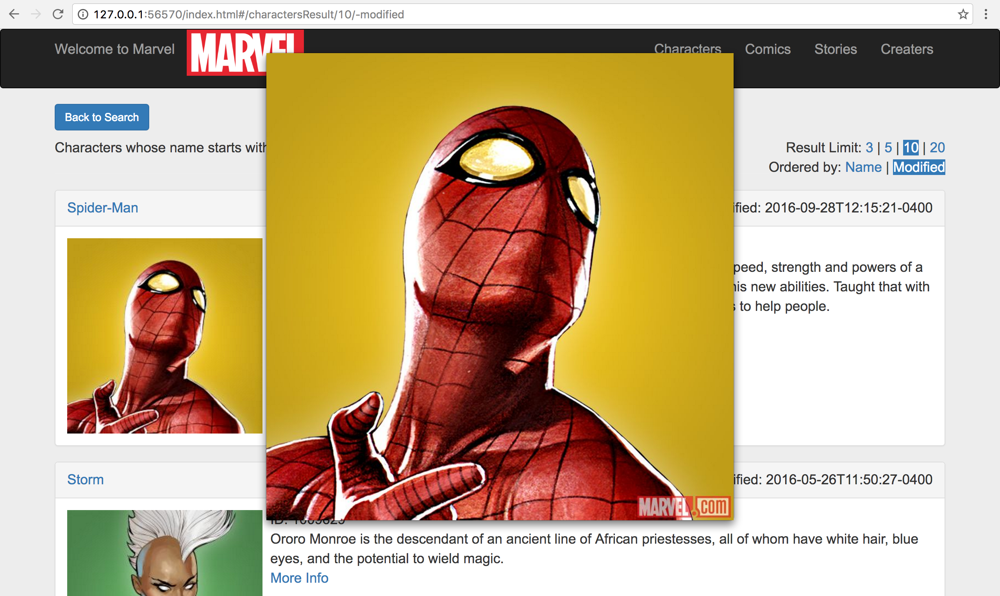 127.0.0.1:56570/index.html#/charactersResult/10/-modified
Welcome to Marvel MARVEL Characters Comics Stories Creaters
Back to Search
Characters whose name starts with
Result Limit: 3 | 5 | 10 | 20
Ordered by: Name | Modified
Spider-Man
ified: 2016-09-28T12:15:21-0400
peed, strength and powers of a
his new abilities. Taught that with
s to help people.
Storm
ified: 2016-05-26T11:50:27-0400
MARVEL.com
ID: 1009629
Ororo Monroe is the descendant of an ancient line of African priestesses, all of whom have white hair, blue
eyes, and the potential to wield magic.
More Info